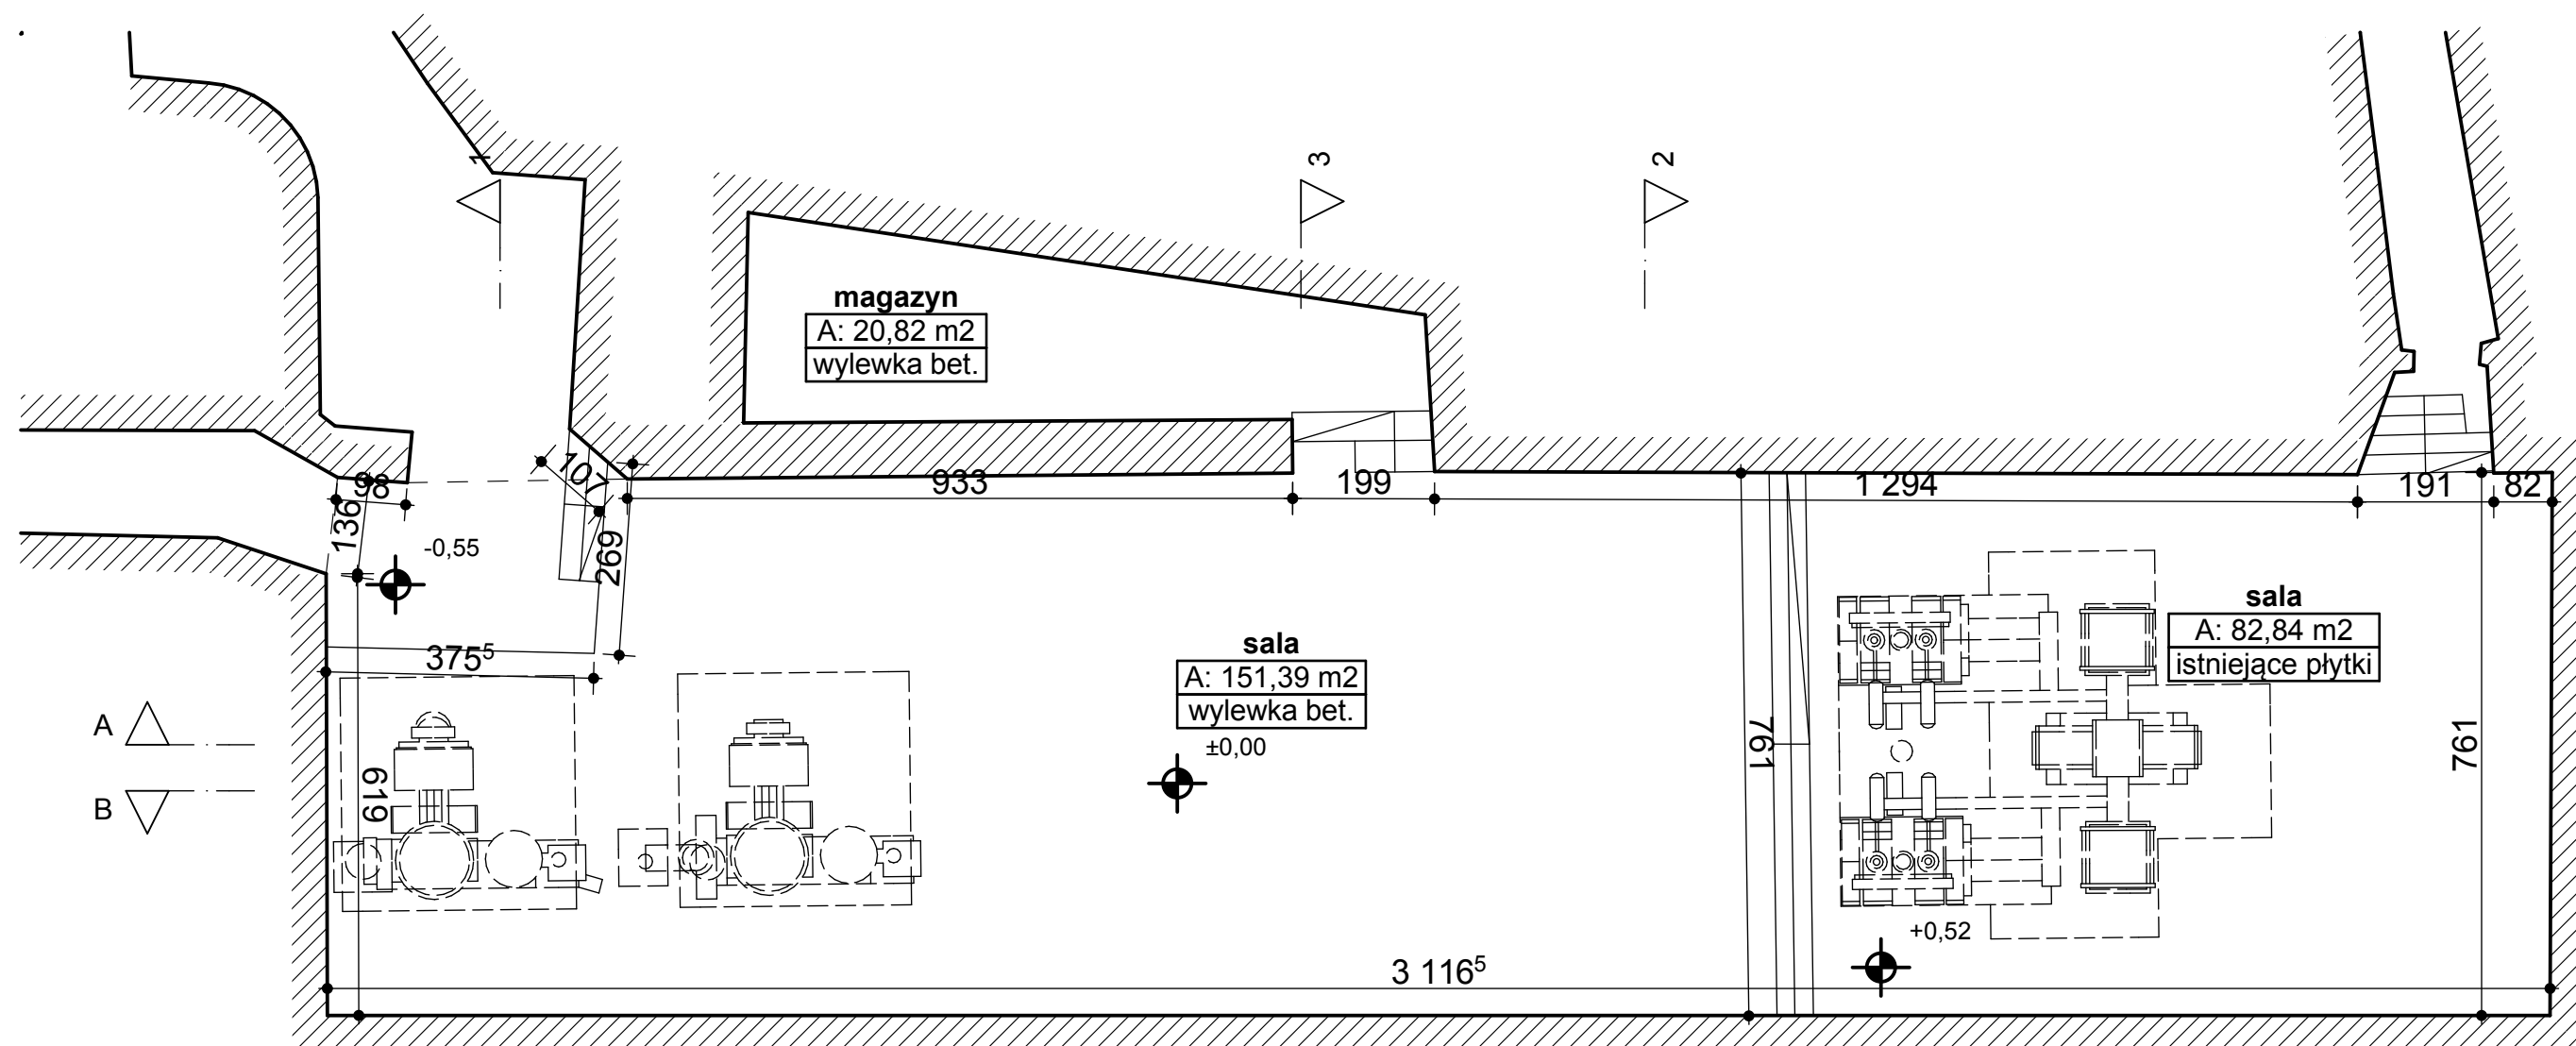 1
3
2
magazyn
A: 20,82 m2
wylewka bet.
98
107
933
199
1 294
191
82
136
-0,55
269
sala
A: 82,84 m2
istniejące płytki
sala
A: 151,39 m2
wylewka bet.
±0,00
375⁵
A
B
619
761
761
+0,52
3 116⁵